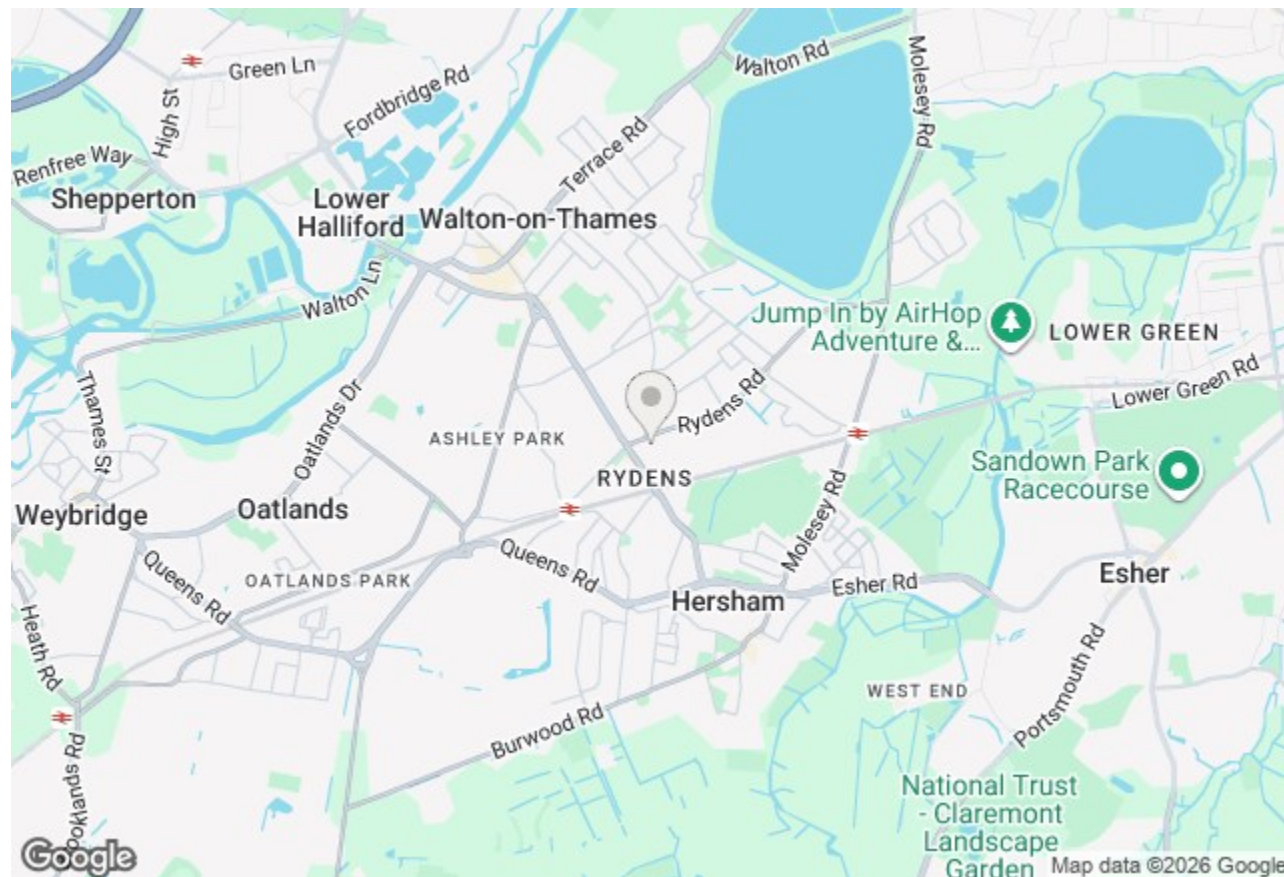 Green Ln
High St
Fordbridge Rd
Renfree Way
Shepperton
Lower
Halliford
Walton-on-Thames
Terrace Rd
Walton Rd
Molesey Rd
Walton Ln
Jump In by AirHop
Adventure &...
LOWER GREEN
Lower Green Rd
Thames St
Oatlands Dr
ASHLEY PARK
Rydens Rd
RYDENS
Sandown Park
Racecourse
Weybridge
Oatlands
Molesey Rd
Queens Rd
OATLANDS PARK
Queens Rd
Hersham
Esher Rd
Esher
Heath Rd
WEST END
Portsmouth Rd
Burwood Rd
Brooklands Rd
National Trust
- Claremont
Landscape
Garden
Google
Map data ©2026 Google